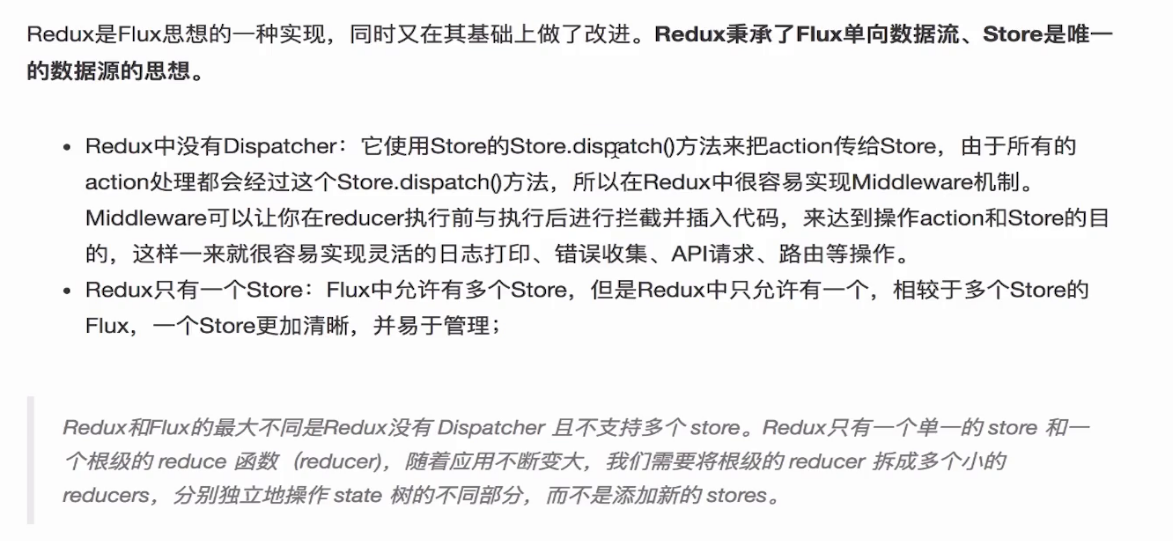 Redux是Flux思想的一种实现，同时又在其基础上做了改进。Redux秉承了Flux单向数据流、Store是唯一
的数据源的思想。
• Redux中没有Dispatcher：它使用Store的Store.dispatch()方法来把action传给Store，由于所有的
action处理都会经过这个Store.dispatch()方法，所以在Redux中很容易实现Middleware机制。
Middleware可以让你在reducer执行前与执行后进行拦截并插入代码，来达到操作action和Store的目
的，这样一来就很容易实现灵活的日志打印、错误收集、API请求、路由等操作。
• Redux只有一个Store：Flux中允许有多个Store，但是Redux中只允许有一个，相较于多个Store的
Flux，一个Store更加清晰，并易于管理；
Redux和Flux的最大不同是Redux没有 Dispatcher 且不支持多个 store。Redux只有一个单一的 store 和一
个根级的 reduce 函数（reducer)，随着应用不断变大，我们需要将根级的 reducer 拆成多个小的
reducers，分别独立地操作 state 树的不同部分，而不是添加新的 stores。